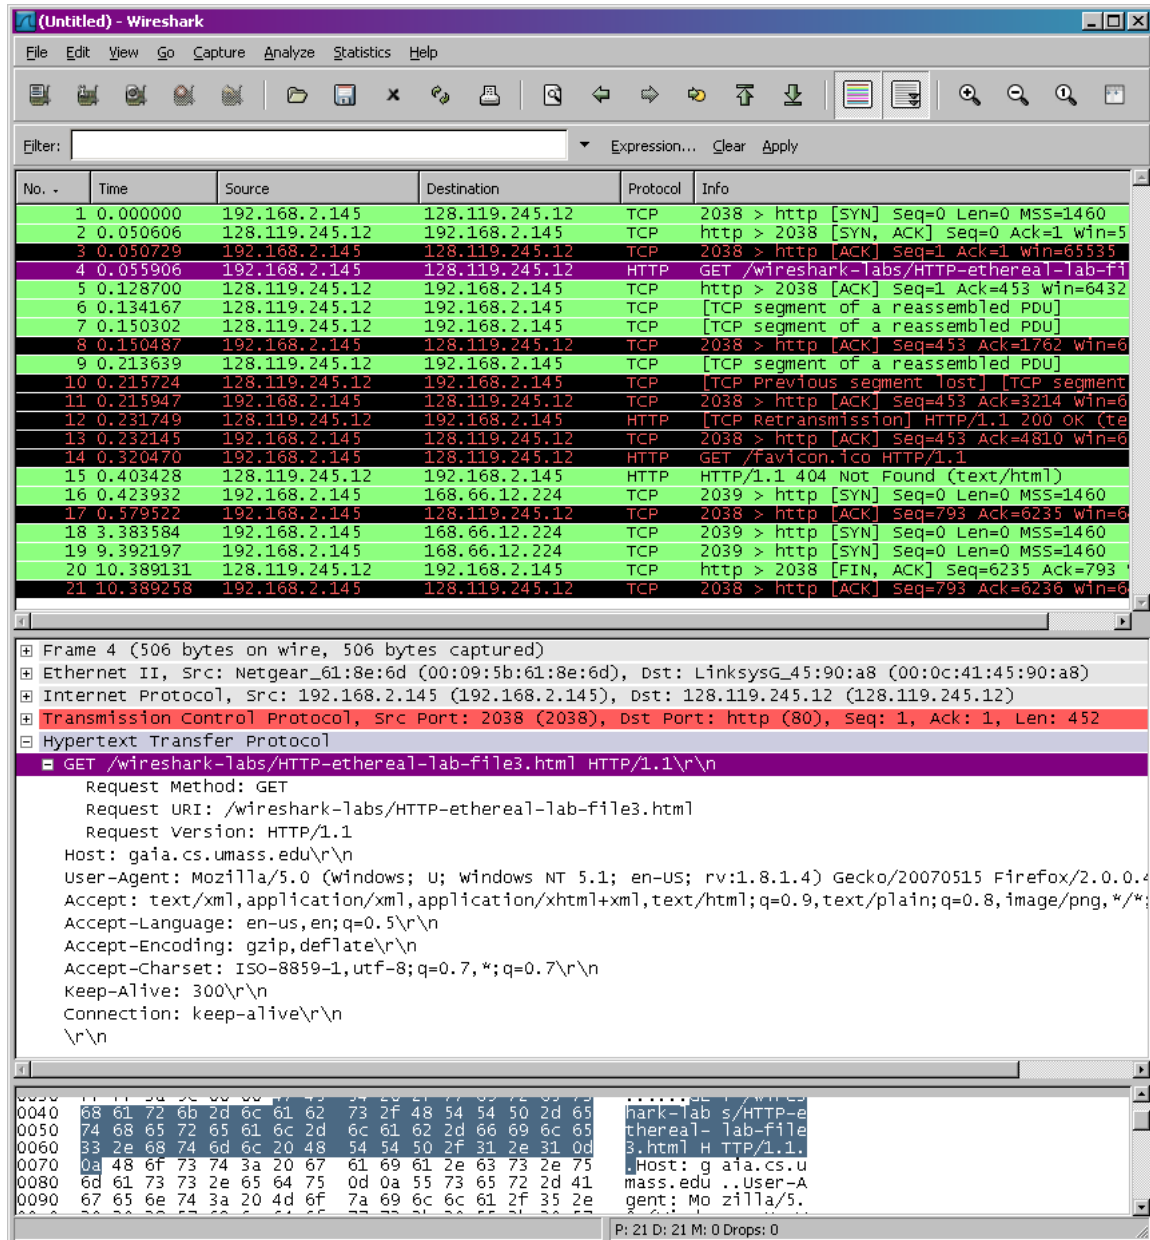 (Untitled) - Wireshark
File Edit View Go Capture Analyze Statistics Help
Filter: Expression... Clear Apply
No. Time Source Destination Protocol Info
1 0.000000 192.168.2.145 128.119.245.12 TCP 2038 > http [SYN] Seq=0 Len=0 MSS=1460
2 0.050606 128.119.245.12 192.168.2.145 TCP http > 2038 [SYN, ACK] Seq=0 Ack=1 Win=5
3 0.050729 192.168.2.145 128.119.245.12 TCP 2038 > http [ACK] Seq=1 Ack=1 Win=65535
4 0.055906 192.168.2.145 128.119.245.12 HTTP GET /wireshark-labs/HTTP-ethereal-lab-fi
5 0.128700 128.119.245.12 192.168.2.145 TCP http > 2038 [ACK] Seq=1 Ack=453 Win=6432
6 0.134167 128.119.245.12 192.168.2.145 TCP [TCP segment of a reassembled PDU]
7 0.150302 128.119.245.12 192.168.2.145 TCP [TCP segment of a reassembled PDU]
8 0.150487 192.168.2.145 128.119.245.12 TCP 2038 > http [ACK] Seq=453 Ack=1762 Win=6
9 0.213639 128.119.245.12 192.168.2.145 TCP [TCP segment of a reassembled PDU]
10 0.215724 128.119.245.12 192.168.2.145 TCP [TCP Previous segment lost] [TCP segment
11 0.215947 192.168.2.145 128.119.245.12 TCP 2038 > http [ACK] Seq=453 Ack=3214 Win=6
12 0.231749 128.119.245.12 192.168.2.145 HTTP [TCP Retransmission] HTTP/1.1 200 OK (te
13 0.232145 192.168.2.145 128.119.245.12 TCP 2038 > http [ACK] Seq=453 Ack=4810 Win=6
14 0.320470 192.168.2.145 128.119.245.12 HTTP GET /favicon.ico HTTP/1.1
15 0.403428 128.119.245.12 192.168.2.145 HTTP HTTP/1.1 404 Not Found (text/html)
16 0.423932 192.168.2.145 168.66.12.224 TCP 2039 > http [SYN] Seq=0 Len=0 MSS=1460
17 0.579522 192.168.2.145 128.119.245.12 TCP 2038 > http [ACK] Seq=793 Ack=6235 Win=6
18 3.383584 192.168.2.145 168.66.12.224 TCP 2039 > http [SYN] Seq=0 Len=0 MSS=1460
19 9.392197 192.168.2.145 168.66.12.224 TCP 2039 > http [SYN] Seq=0 Len=0 MSS=1460
20 10.389131 128.119.245.12 192.168.2.145 TCP http > 2038 [FIN, ACK] Seq=6235 Ack=793
21 10.389258 192.168.2.145 128.119.245.12 TCP 2038 > http [ACK] Seq=793 Ack=6236 Win=6
Frame 4 (506 bytes on wire, 506 bytes captured)
Ethernet II, Src: Netgear_61:8e:6d (00:09:5b:61:8e:6d), Dst: LinksysG_45:90:a8 (00:0c:41:45:90:a8)
Internet Protocol, Src: 192.168.2.145 (192.168.2.145), Dst: 128.119.245.12 (128.119.245.12)
Transmission Control Protocol, Src Port: 2038 (2038), Dst Port: http (80), Seq: 1, Ack: 1, Len: 452
Hypertext Transfer Protocol
GET /wireshark-labs/HTTP-ethereal-lab-file3.html HTTP/1.1\r\n
Request Method: GET
Request URI: /wireshark-labs/HTTP-ethereal-lab-file3.html
Request Version: HTTP/1.1
Host: gaia.cs.umass.edu\r\n
User-Agent: Mozilla/5.0 (Windows; U; Windows NT 5.1; en-US; rv:1.8.1.4) Gecko/20070515 Firefox/2.0.0.4
Accept: text/xml,application/xml,application/xhtml+xml,text/html;q=0.9,text/plain;q=0.8,image/png,*/*;
Accept-Language: en-us,en;q=0.5\r\n
Accept-Encoding: gzip,deflate\r\n
Accept-Charset: ISO-8859-1,utf-8;q=0.7,*;q=0.7\r\n
Keep-Alive: 300\r\n
Connection: keep-alive\r\n
\r\n
0040 68 61 72 6b 2d 6c 61 62 73 2f 48 54 54 50 2d 65 hark-lab s/HTTP-e
0050 74 68 65 72 65 61 6c 2d 6c 61 62 2d 66 69 6c 65 thereal- lab-file
0060 33 2e 68 74 6d 6c 20 48 54 54 50 2f 31 2e 31 0d 3.html H TTP/1.1.
0070 0a 48 6f 73 74 3a 20 67 61 69 61 2e 63 73 2e 75 .Host: g aia.cs.u
0080 6d 61 73 73 2e 65 64 75 0d 0a 55 73 65 72 2d 41 mass.edu ..User-A
0090 67 65 6e 74 3a 20 4d 6f 7a 69 6c 6c 61 2f 35 2e gent: Mo zilla/5.
P: 21 D: 21 M: 0 Drops: 0